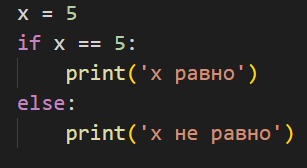 x = 5
if x == 5:
    print('x равно')
else:
    print('x не равно')